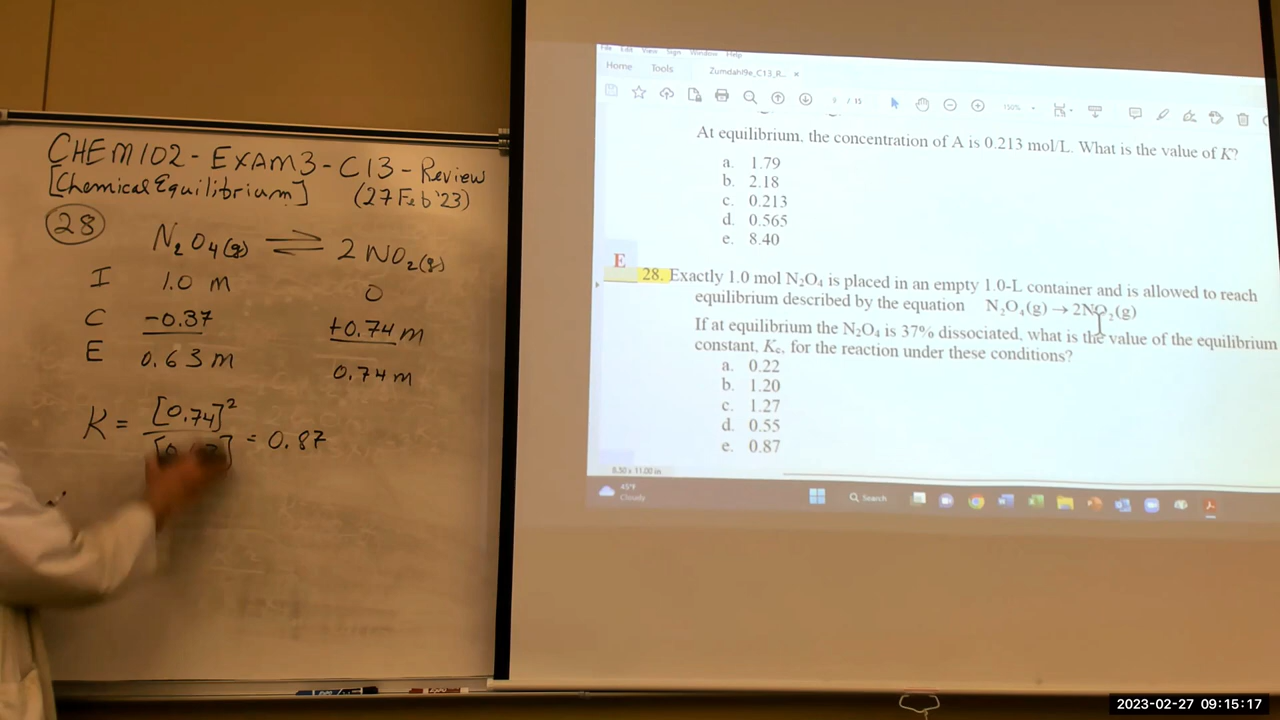 CHEM102 - EXAM3 - C13 - Review
[Chemical Equilibrium] (27 Feb '23)
28 N₂O₄(g) ⇌ 2 NO₂(g)
I 1.0 M 0
C -0.37 +0.74 M
E 0.63 M 0.74 M
K = [0.74]² / = 0.87
File Edit View Sign Window Help
Home Tools Zumdahl9e_C13_R... ×
9 / 15 150%
At equilibrium, the concentration of A is 0.213 mol/L. What is the value of K?
a. 1.79
b. 2.18
c. 0.213
d. 0.565
e. 8.40
E
28. Exactly 1.0 mol N₂O₄ is placed in an empty 1.0-L container and is allowed to reach
equilibrium described by the equation N₂O₄(g) → 2NO₂(g)
If at equilibrium the N₂O₄ is 37% dissociated, what is the value of the equilibrium
constant, Kc, for the reaction under these conditions?
a. 0.22
b. 1.20
c. 1.27
d. 0.55
e. 0.87
8.50 x 11.00 in
45°F
Cloudy
Search
2023-02-27 09:15:17